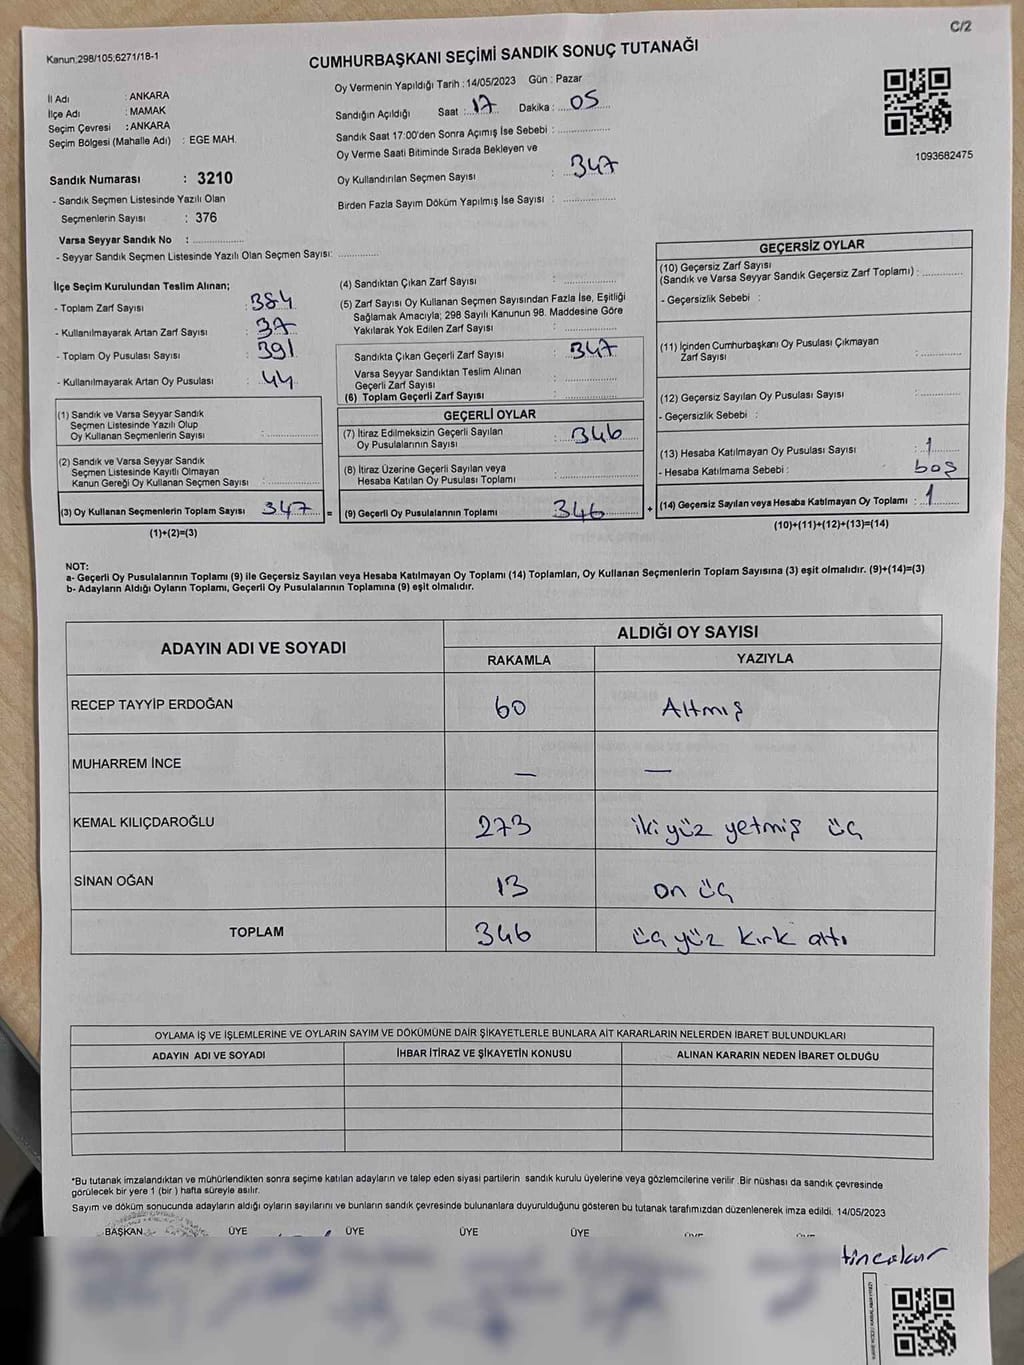 C/2
Kanun:298/105;6271/18-1
CUMHURBAŞKANI SEÇİMİ SANDIK SONUÇ TUTANAĞI
İl Adı : ANKARA
İlçe Adı : MAMAK
Seçim Çevresi : ANKARA
Seçim Bölgesi (Mahalle Adı) : EGE MAH.
Oy Vermenin Yapıldığı Tarih : 14/05/2023 Gün : Pazar
Sandığın Açıldığı Saat : 17 Dakika : 05
Sandık Saat 17:00'den Sonra Açımış İse Sebebi :
Oy Verme Saati Bitiminde Sırada Bekleyen ve
Oy Kullandırılan Seçmen Sayısı : 347
Birden Fazla Sayım Döküm Yapılmış İse Sayısı :
1093682475
Sandık Numarası : 3210
- Sandık Seçmen Listesinde Yazılı Olan
Seçmenlerin Sayısı : 376
Varsa Seyyar Sandık No :
- Seyyar Sandık Seçmen Listesinde Yazılı Olan Seçmen Sayısı:
İlçe Seçim Kurulundan Teslim Alınan;
- Toplam Zarf Sayısı : 384
- Kullanılmayarak Artan Zarf Sayısı : 37
- Toplam Oy Pusulası Sayısı : 391
- Kullanılmayarak Artan Oy Pusulası : 44
(1) Sandık ve Varsa Seyyar Sandık
Seçmen Listesinde Yazılı Olup
Oy Kullanan Seçmenlerin Sayısı :
(2) Sandık ve Varsa Seyyar Sandık
Seçmen Listesinde Kayıtlı Olmayan
Kanun Gereği Oy Kullanan Seçmen Sayısı :
(3) Oy Kullanan Seçmenlerin Toplam Sayısı 347 =
(1)+(2)=(3)
(4) Sandıktan Çıkan Zarf Sayısı :
(5) Zarf Sayısı Oy Kullanan Seçmen Sayısından Fazla İse, Eşitliği
Sağlamak Amacıyla; 298 Sayılı Kanunun 98. Maddesine Göre
Yakılarak Yok Edilen Zarf Sayısı :
Sandıkta Çıkan Geçerli Zarf Sayısı : 347
Varsa Seyyar Sandıktan Teslim Alınan
Geçerli Zarf Sayısı :
(6) Toplam Geçerli Zarf Sayısı :
GEÇERLİ OYLAR
(7) İtiraz Edilmeksizin Geçerli Sayılan
Oy Pusulalarının Sayısı : 346
(8) İtiraz Üzerine Geçerli Sayılan veya
Hesaba Katılan Oy Pusulası Toplamı :
(9) Geçerli Oy Pusulalarının Toplamı 346 +
GEÇERSİZ OYLAR
(10) Geçersiz Zarf Sayısı
(Sandık ve Varsa Seyyar Sandık Geçersiz Zarf Toplamı) :
- Geçersizlik Sebebi :
(11) İçinden Cumhurbaşkanı Oy Pusulası Çıkmayan
Zarf Sayısı :
(12) Geçersiz Sayılan Oy Pusulası Sayısı :
- Geçersizlik Sebebi :
(13) Hesaba Katılmayan Oy Pusulası Sayısı : 1
- Hesaba Katılmama Sebebi : boş
(14) Geçersiz Sayılan veya Hesaba Katılmayan Oy Toplamı : 1
(10)+(11)+(12)+(13)=(14)
NOT:
a- Geçerli Oy Pusulalarının Toplamı (9) ile Geçersiz Sayılan veya Hesaba Katılmayan Oy Toplamı (14) Toplamları, Oy Kullanan Seçmenlerin Toplam Sayısına (3) eşit olmalıdır. (9)+(14)=(3)
b- Adayların Aldığı Oyların Toplamı, Geçerli Oy Pusulalarının Toplamına (9) eşit olmalıdır.
ADAYIN ADI VE SOYADI ALDIĞI OY SAYISI
RAKAMLA YAZIYLA
RECEP TAYYİP ERDOĞAN 60 Altmış
MUHARREM İNCE — —
KEMAL KILIÇDAROĞLU 273 iki yüz yetmiş üç
SİNAN OĞAN 13 on üç
TOPLAM 346 üç yüz kırk altı
OYLAMA İŞ VE İŞLEMLERİNE VE OYLARIN SAYIM VE DÖKÜMÜNE DAİR ŞİKAYETLERLE BUNLARA AİT KARARLARIN NELERDEN İBARET BULUNDUKLARI
ADAYIN ADI VE SOYADI İHBAR İTİRAZ VE ŞİKAYETİN KONUSU ALINAN KARARIN NEDEN İBARET OLDUĞU
*Bu tutanak imzalandıktan ve mühürlendikten sonra seçime katılan adayların ve talep eden siyasi partilerin sandık kurulu üyelerine veya gözlemcilerine verilir. Bir nüshası da sandık çevresinde
görülecek bir yere 1 (bir ) hafta süreyle asılır.
Sayım ve döküm sonucunda adayların aldığı oyların sayılarını ve bunların sandık çevresinde bulunanlara duyurulduğunu gösteren bu tutanak tarafımızdan düzenlenerek imza edildi. 14/05/2023
BAŞKAN ÜYE ÜYE ÜYE ÜYE